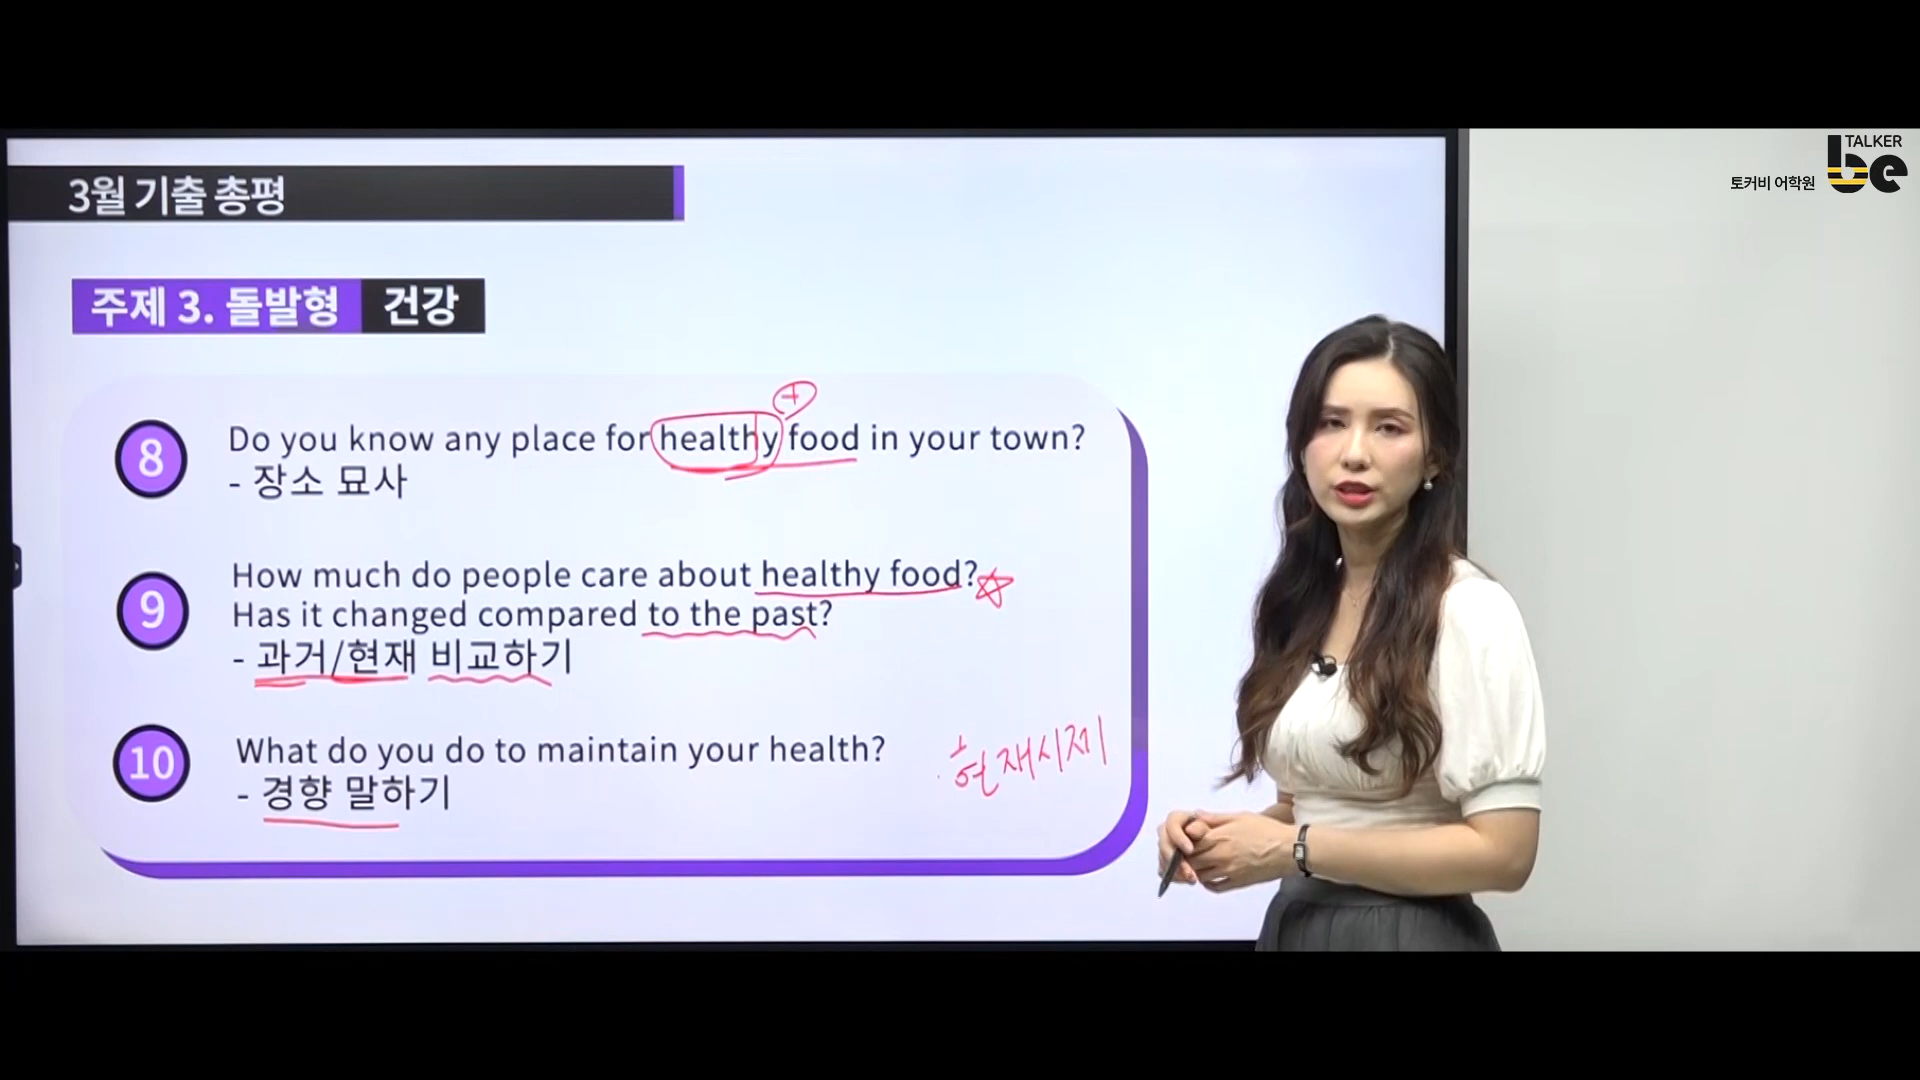 TALKER
be
토커비 어학원
3월 기출 총평
주제 3. 돌발형 건강
8 Do you know any place for healthy food in your town?
- 장소 묘사
9 How much do people care about healthy food?
Has it changed compared to the past?
- 과거/현재 비교하기
10 What do you do to maintain your health?
- 경향 말하기
현재시제